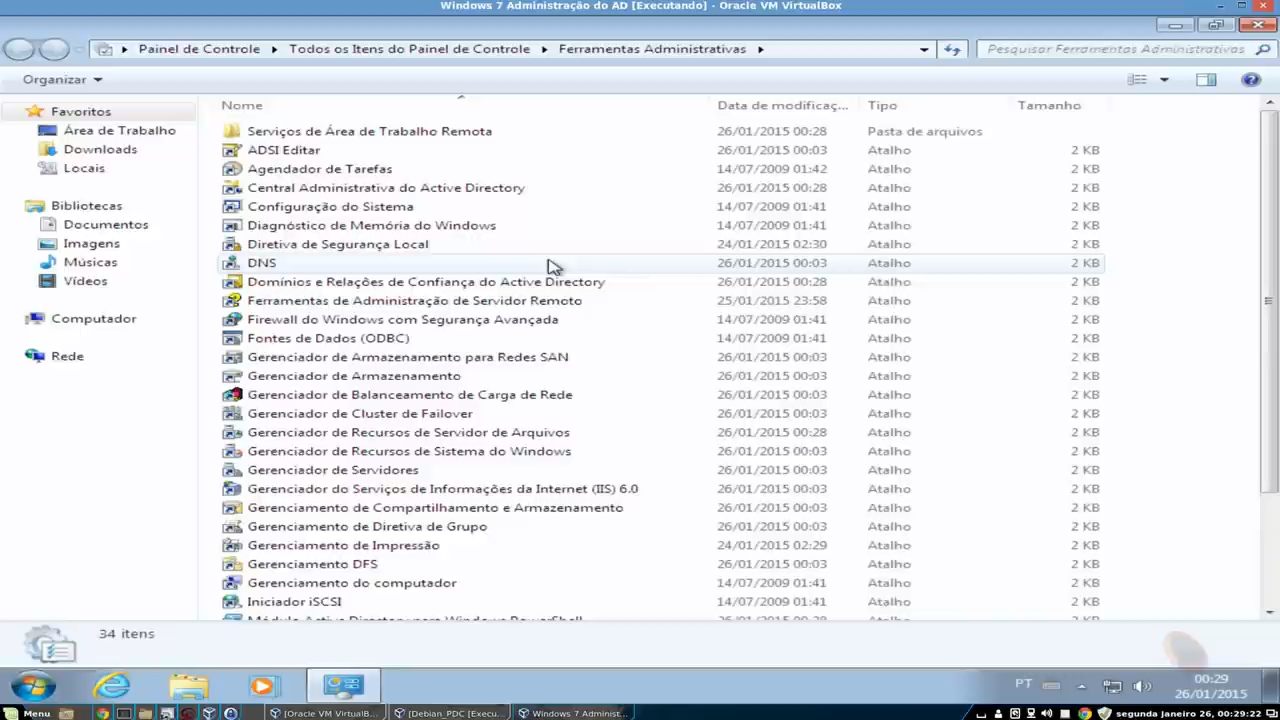 Windows 7 Administração do AD [Executando] - Oracle VM VirtualBox
Painel de Controle Todos os Itens do Painel de Controle Ferramentas Administrativas Pesquisar Ferramentas Administrativas
Organizar
Nome Data de modificaç... Tipo Tamanho
Favoritos
Área de Trabalho
Downloads
Locais
Bibliotecas
Documentos
Imagens
Músicas
Vídeos
Computador
Rede
Serviços de Área de Trabalho Remota 26/01/2015 00:28 Pasta de arquivos
ADSI Editar 26/01/2015 00:03 Atalho 2 KB
Agendador de Tarefas 14/07/2009 01:42 Atalho 2 KB
Central Administrativa do Active Directory 26/01/2015 00:28 Atalho 2 KB
Configuração do Sistema 14/07/2009 01:41 Atalho 2 KB
Diagnóstico de Memória do Windows 14/07/2009 01:41 Atalho 2 KB
Diretiva de Segurança Local 24/01/2015 02:30 Atalho 2 KB
DNS 26/01/2015 00:03 Atalho 2 KB
Domínios e Relações de Confiança do Active Directory 26/01/2015 00:28 Atalho 2 KB
Ferramentas de Administração de Servidor Remoto 25/01/2015 23:58 Atalho 2 KB
Firewall do Windows com Segurança Avançada 14/07/2009 01:41 Atalho 2 KB
Fontes de Dados (ODBC) 14/07/2009 01:41 Atalho 2 KB
Gerenciador de Armazenamento para Redes SAN 26/01/2015 00:03 Atalho 2 KB
Gerenciador de Armazenamento 26/01/2015 00:03 Atalho 2 KB
Gerenciador de Balanceamento de Carga de Rede 26/01/2015 00:03 Atalho 2 KB
Gerenciador de Cluster de Failover 26/01/2015 00:03 Atalho 2 KB
Gerenciador de Recursos de Servidor de Arquivos 26/01/2015 00:28 Atalho 2 KB
Gerenciador de Recursos de Sistema do Windows 26/01/2015 00:03 Atalho 2 KB
Gerenciador de Servidores 26/01/2015 00:03 Atalho 2 KB
Gerenciador do Serviços de Informações da Internet (IIS) 6.0 26/01/2015 00:03 Atalho 2 KB
Gerenciamento de Compartilhamento e Armazenamento 26/01/2015 00:03 Atalho 2 KB
Gerenciamento de Diretiva de Grupo 26/01/2015 00:03 Atalho 2 KB
Gerenciamento de Impressão 24/01/2015 02:29 Atalho 2 KB
Gerenciamento DFS 26/01/2015 00:03 Atalho 2 KB
Gerenciamento do computador 14/07/2009 01:41 Atalho 2 KB
Iniciador iSCSI 14/07/2009 01:41 Atalho 2 KB
Módulo Active Directory para Windows PowerShell 26/01/2015 00:28 Atalho 2 KB
34 itens
PT 00:29
26/01/2015
Menu [Oracle VM VirtualB... [Debian_PDC [Execu... Windows 7 Administ... segunda Janeiro 26, 00:29:22